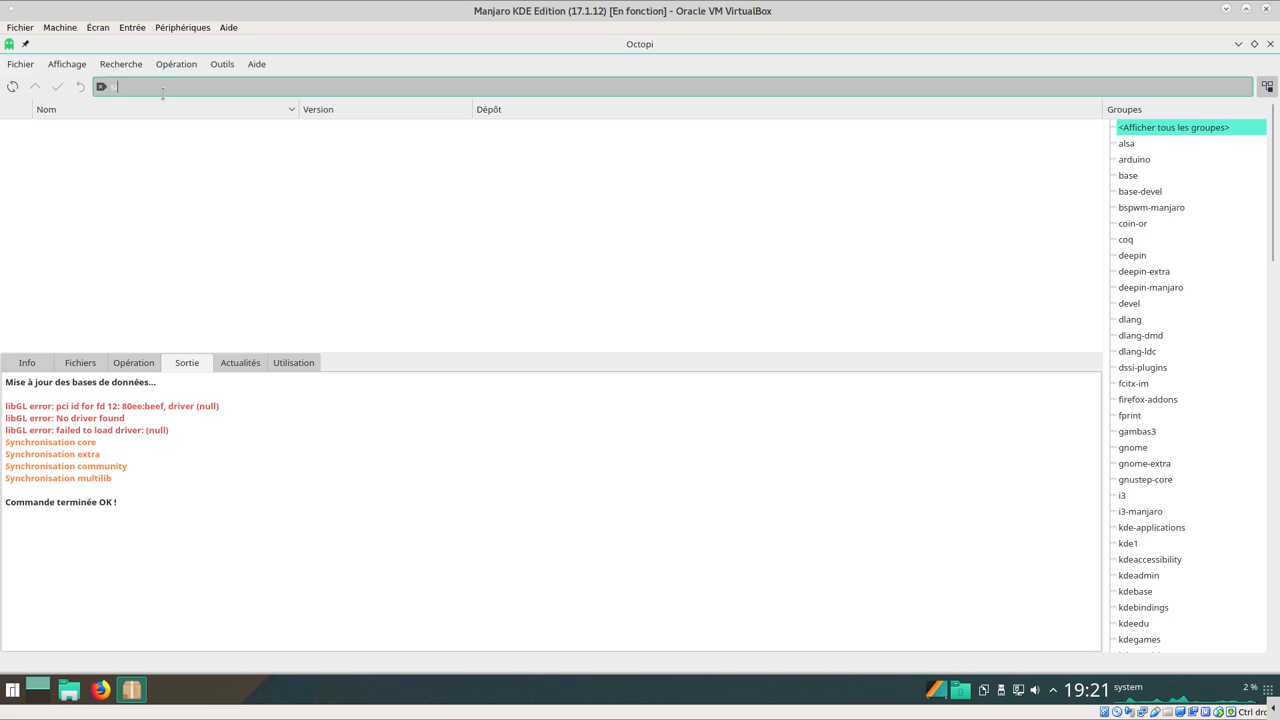 Manjaro KDE Edition (17.1.12) [En fonction] - Oracle VM VirtualBox
Fichier Machine Écran Entrée Périphériques Aide
Octopi
Fichier Affichage Recherche Opération Outils Aide
Nom Version Dépôt Groupes
<Afficher tous les groupes>
alsa
arduino
base
base-devel
bspwm-manjaro
coin-or
coq
deepin
deepin-extra
deepin-manjaro
devel
dlang
dlang-dmd
dlang-ldc
dssi-plugins
fcitx-im
firefox-addons
fprint
gambas3
gnome
gnome-extra
gnustep-core
i3
i3-manjaro
kde-applications
kde1
kdeaccessibility
kdeadmin
kdebase
kdebindings
kdeedu
kdegames
Info Fichiers Opération Sortie Actualités Utilisation
Mise à jour des bases de données...
libGL error: pci id for fd 12: 80ee:beef, driver (null)
libGL error: No driver found
libGL error: failed to load driver: (null)
Synchronisation core
Synchronisation extra
Synchronisation community
Synchronisation multilib
Commande terminée OK !
19:21 system 2 %
Ctrl dro